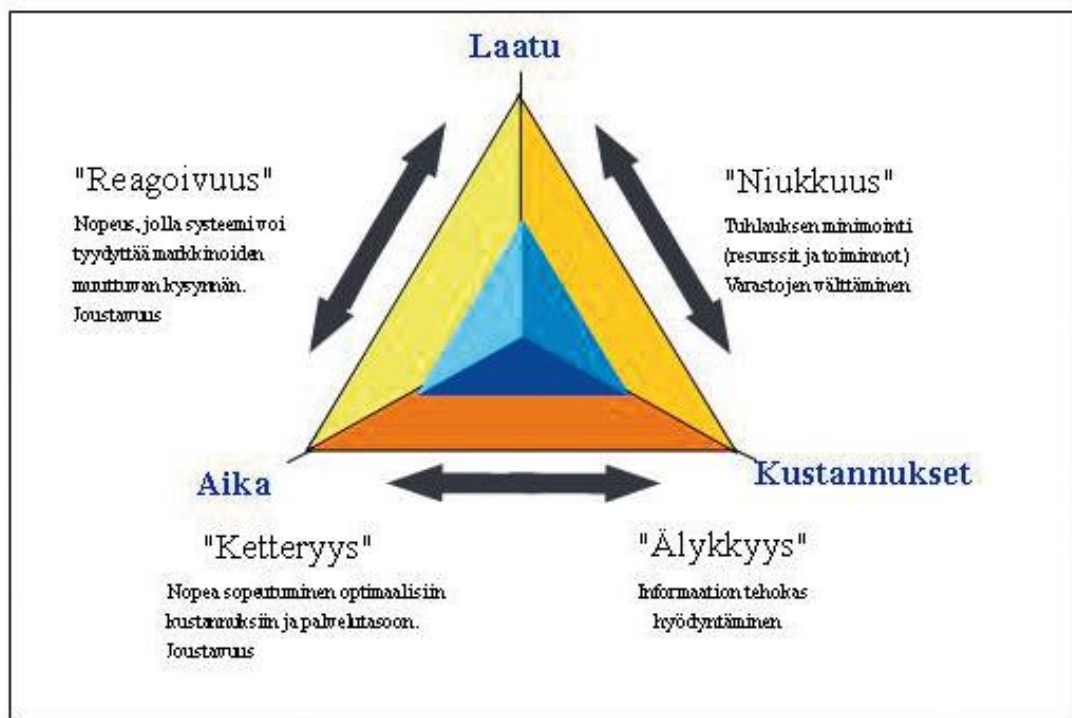 Laatu
"Reagoivuus"
Nopeus, jolla systeemi voi
tyydyttää markkinoiden
muuttuvan kysynnän.
Joustavuus
"Niukkuus"
Tuhlauksen minimointi
(resurssit ja toiminnot)
Varastojen välttäminen
Aika
Kustannukset
"Ketteryys"
Nopea sopeutuminen optimaalisiin
kustannuksiin ja palvelutasoon.
Joustavuus
"Älykkyys"
Informaation tehokas
hyödyntäminen